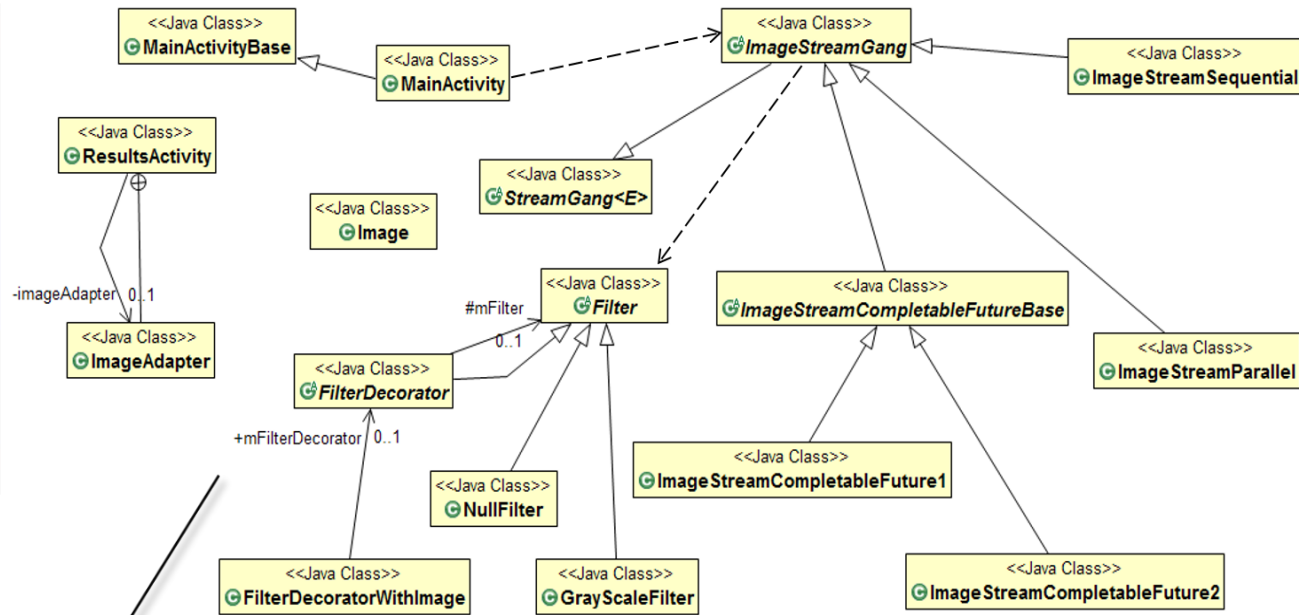 <<Java Class>>
MainActivityBase
<<Java Class>>
MainActivity
<<Java Class>>
ImageStreamGang
<<Java Class>>
ImageStreamSequential
<<Java Class>>
ResultsActivity
<<Java Class>>
StreamGang<E>
<<Java Class>>
Image
-imageAdapter 0..1
<<Java Class>>
ImageAdapter
<<Java Class>>
Filter
#mFilter
0..1
<<Java Class>>
ImageStreamCompletableFutureBase
<<Java Class>>
ImageStreamParallel
<<Java Class>>
FilterDecorator
+mFilterDecorator 0..1
<<Java Class>>
ImageStreamCompletableFuture1
<<Java Class>>
NullFilter
<<Java Class>>
FilterDecoratorWithImage
<<Java Class>>
GrayScaleFilter
<<Java Class>>
ImageStreamCompletableFuture2